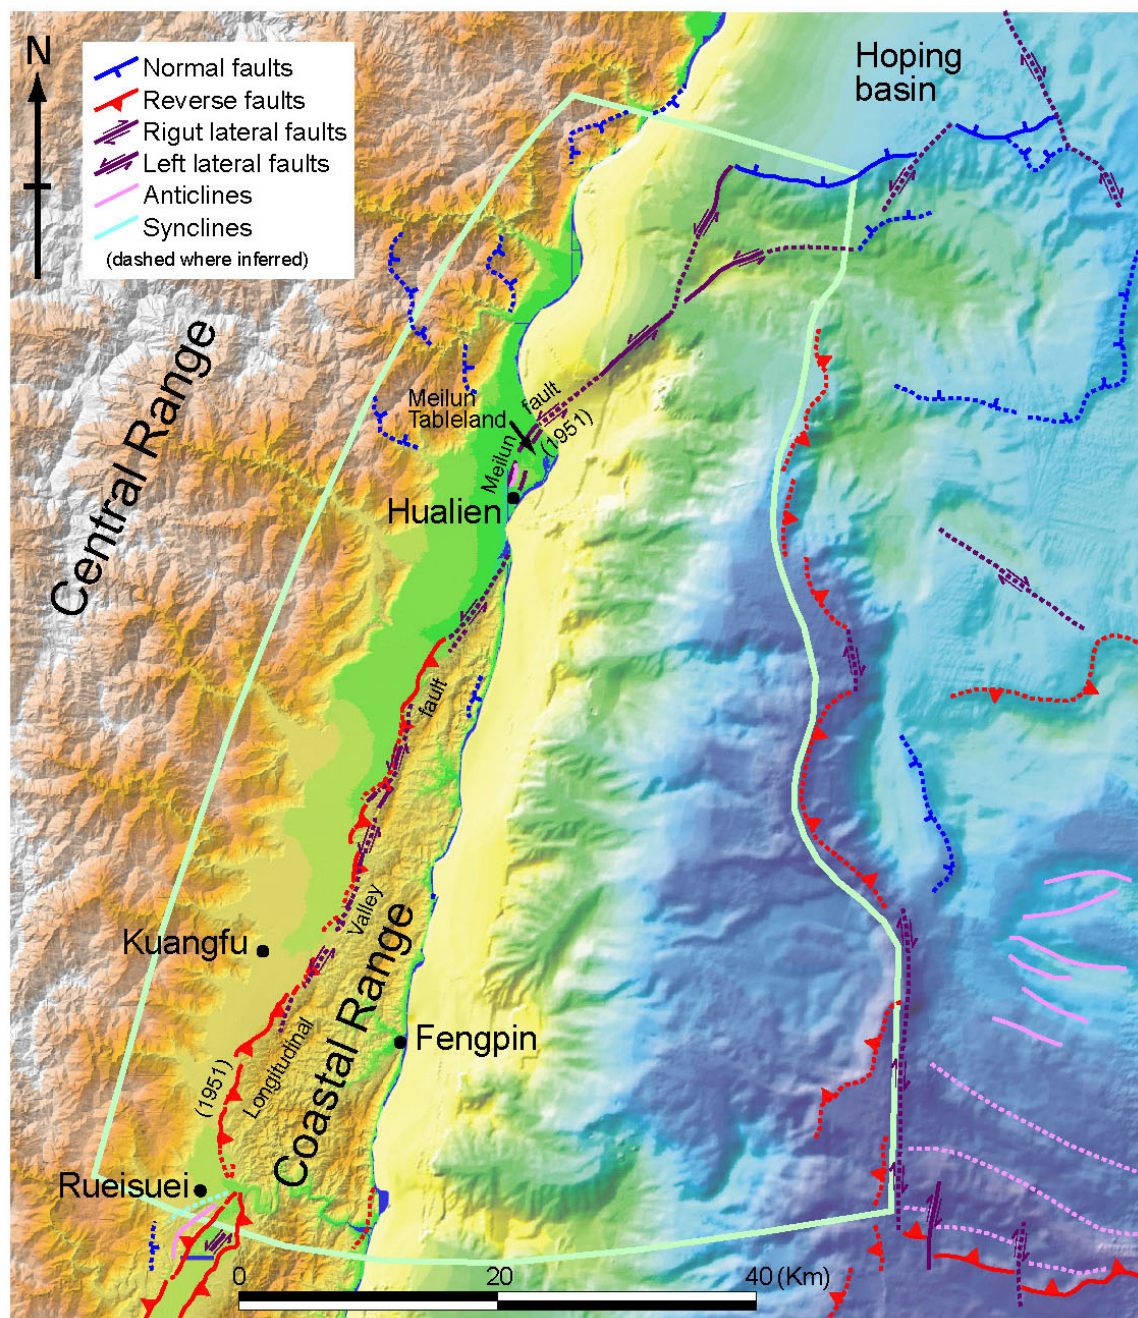 N
Normal faults
Reverse faults
Rigut lateral faults
Left lateral faults
Anticlines
Synclines
(dashed where inferred)
Hoping
basin
Central Range
Meilun
Tableland
Meilun fault
(1951)
Hualien
fault
Valley
Kuangfu
Longitudinal
(1951)
Coastal Range
Fengpin
Rueisuei
0 20 40 (Km)